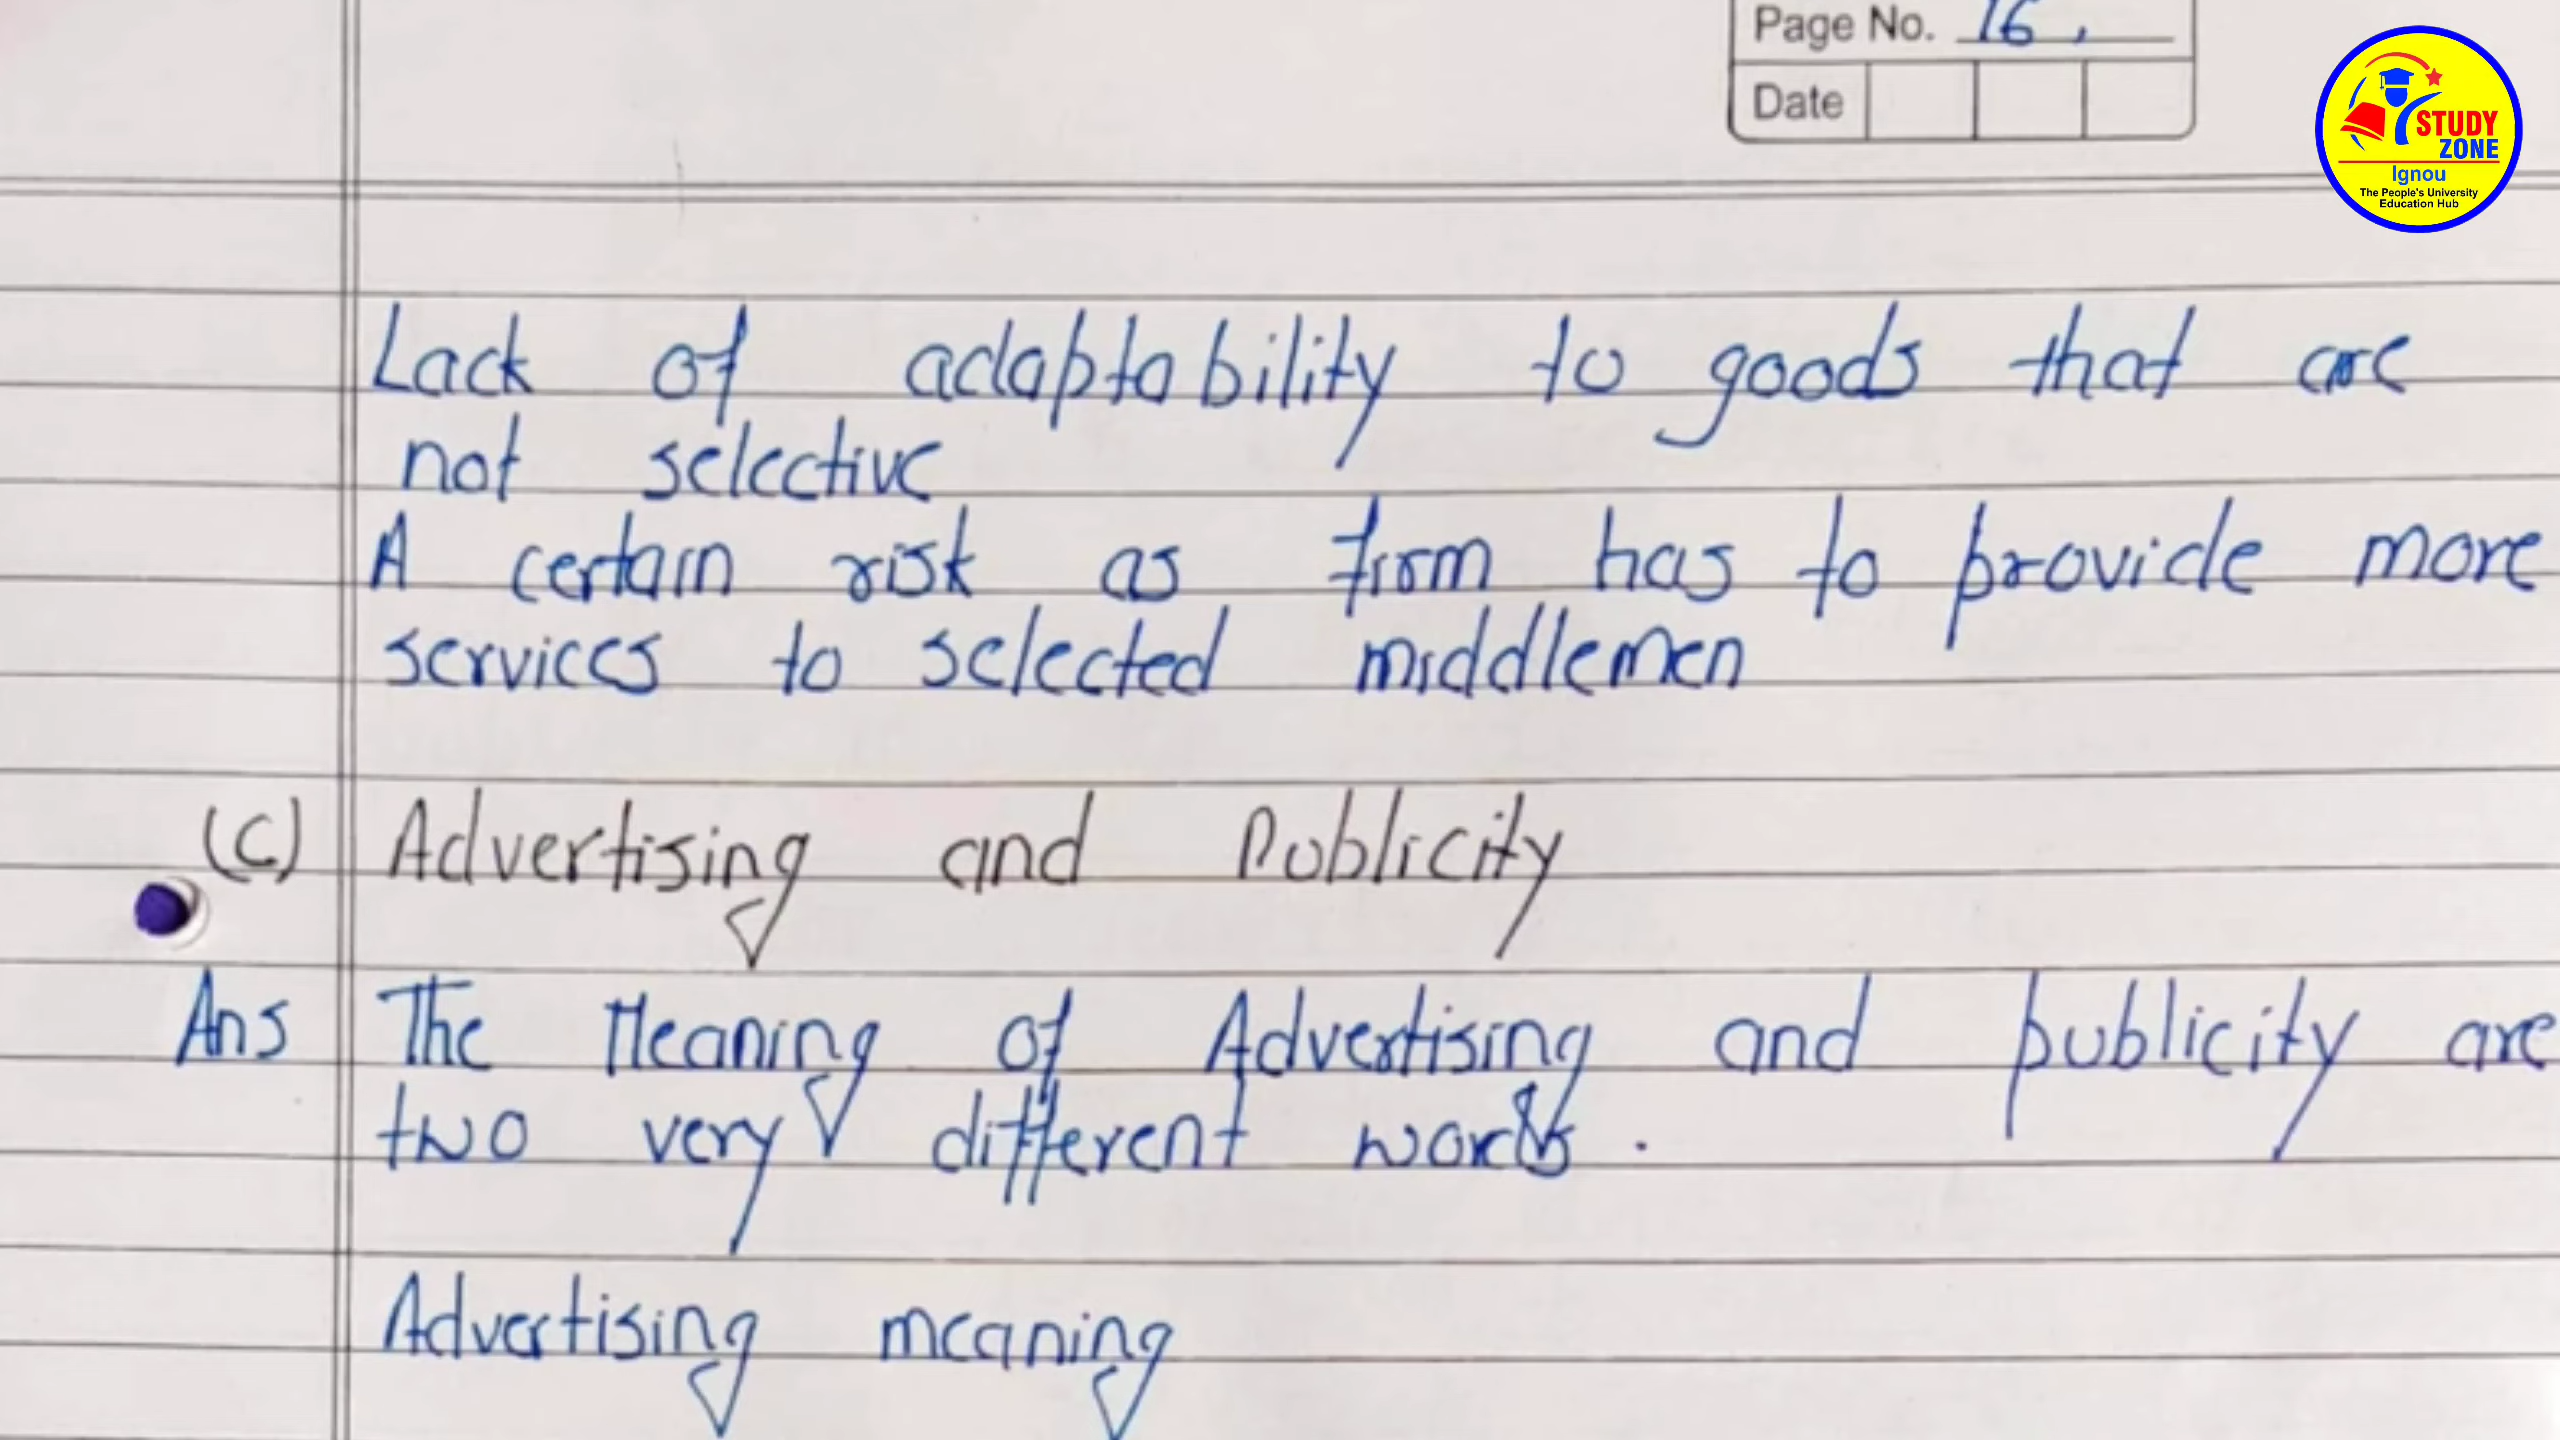 Page No. 16,
Date
STUDY
ZONE
Ignou
The People's University
Education Hub
Lack of adaptability to goods that are
not selective
A certain risk as firm has to provide more
services to selected middlemen
(C) Advertising and Publicity
Ans The Meaning of Advertising and publicity are
two very different words.
Advertising meaning